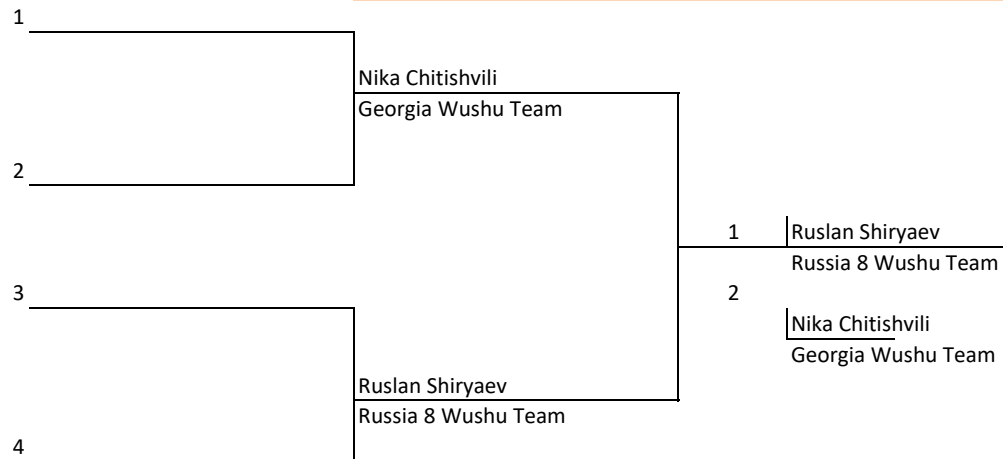 1
Nika Chitishvili
Georgia Wushu Team
2
1 Ruslan Shiryaev
Russia 8 Wushu Team
3
2
Nika Chitishvili
Georgia Wushu Team
Ruslan Shiryaev
Russia 8 Wushu Team
4